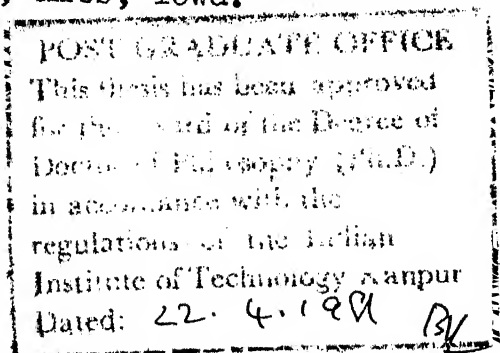 Iowa.
POST GRADUATE OFFICE
This thesis has been approved
for the Award of the Degree of
Doctor of Philosophy (Ph.D.)
in accordance with the
regulations of the Indian
Institute of Technology Kanpur
Dated: 22. 4.